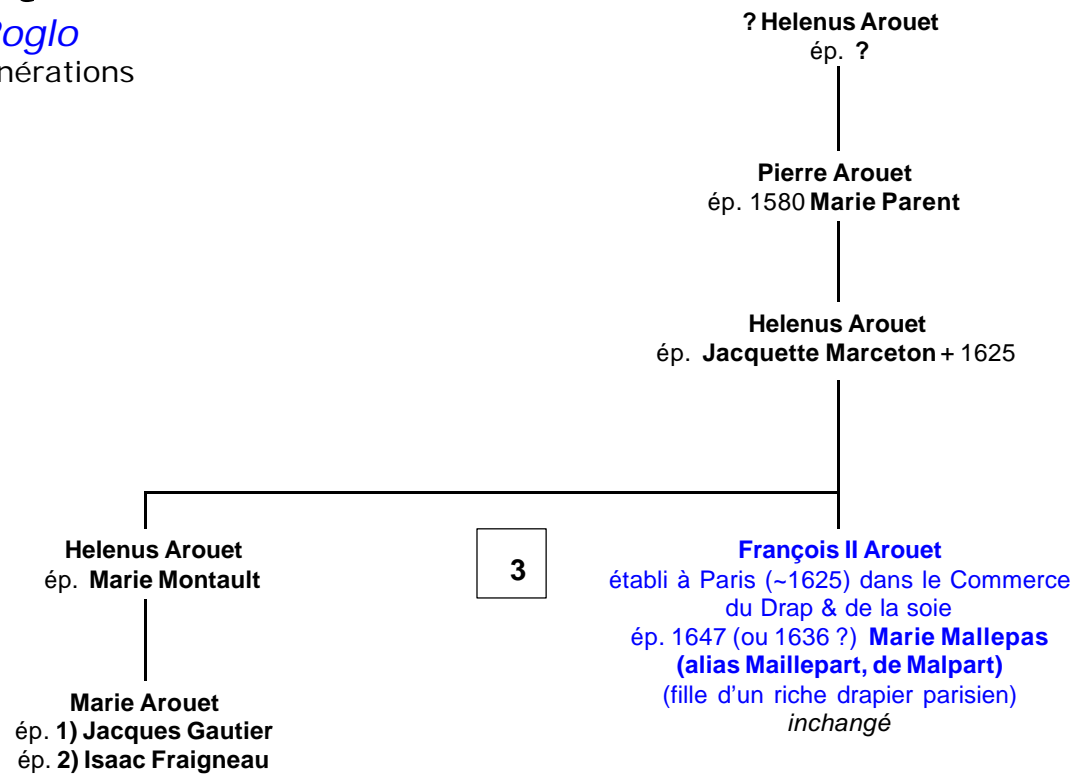 ? Helenus Arouet
ép. ?
Pierre Arouet
ép. 1580 Marie Parent
Helenus Arouet
ép. Jacquette Marceton + 1625
Helenus Arouet
ép. Marie Montault
Marie Arouet
ép. 1) Jacques Gautier
ép. 2) Isaac Fraigneau
3
François II Arouet
établi à Paris (~1625) dans le Commerce
du Drap & de la soie
ép. 1647 (ou 1636 ?) Marie Mallepas
(alias Maillepart, de Malpart)
(fille d'un riche drapier parisien)
inchangé